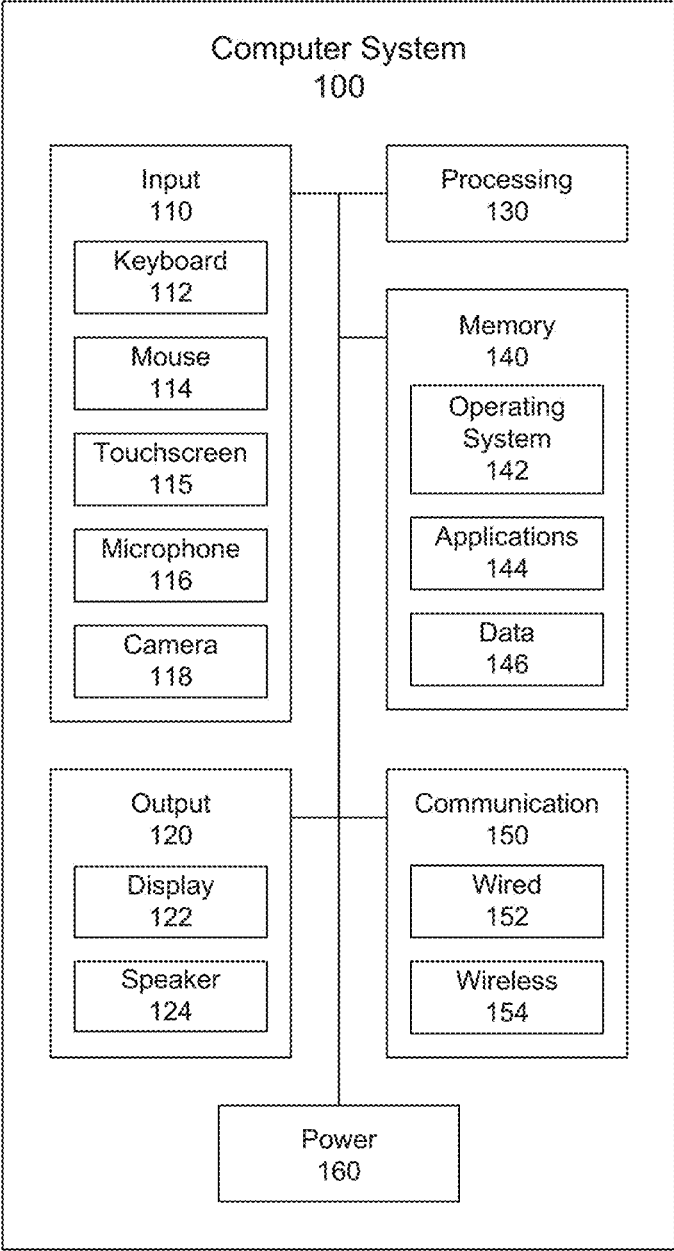 Computer System
100
Input
110
Keyboard
112
Mouse
114
Touchscreen
115
Microphone
116
Camera
118
Processing
130
Memory
140
Operating
System
142
Applications
144
Data
146
Output
120
Display
122
Speaker
124
Communication
150
Wired
152
Wireless
154
Power
160